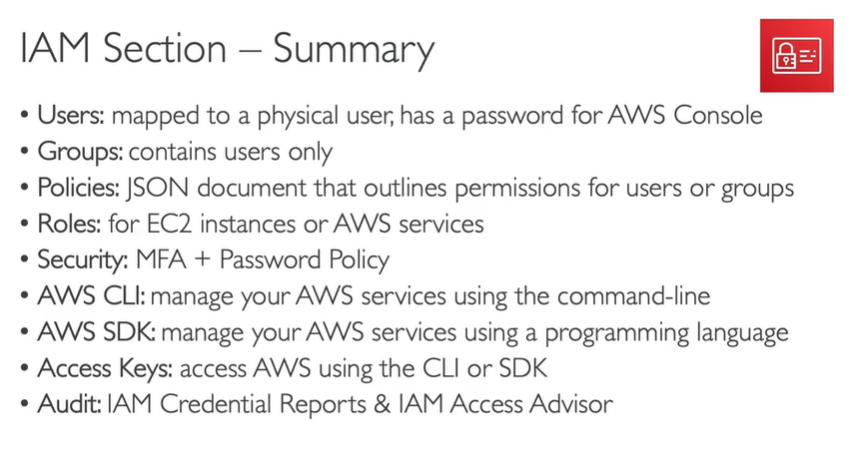 IAM Section – Summary
• Users: mapped to a physical user, has a password for AWS Console
• Groups: contains users only
• Policies: JSON document that outlines permissions for users or groups
• Roles: for EC2 instances or AWS services
• Security: MFA + Password Policy
• AWS CLI: manage your AWS services using the command-line
• AWS SDK: manage your AWS services using a programming language
• Access Keys: access AWS using the CLI or SDK
• Audit: IAM Credential Reports & IAM Access Advisor